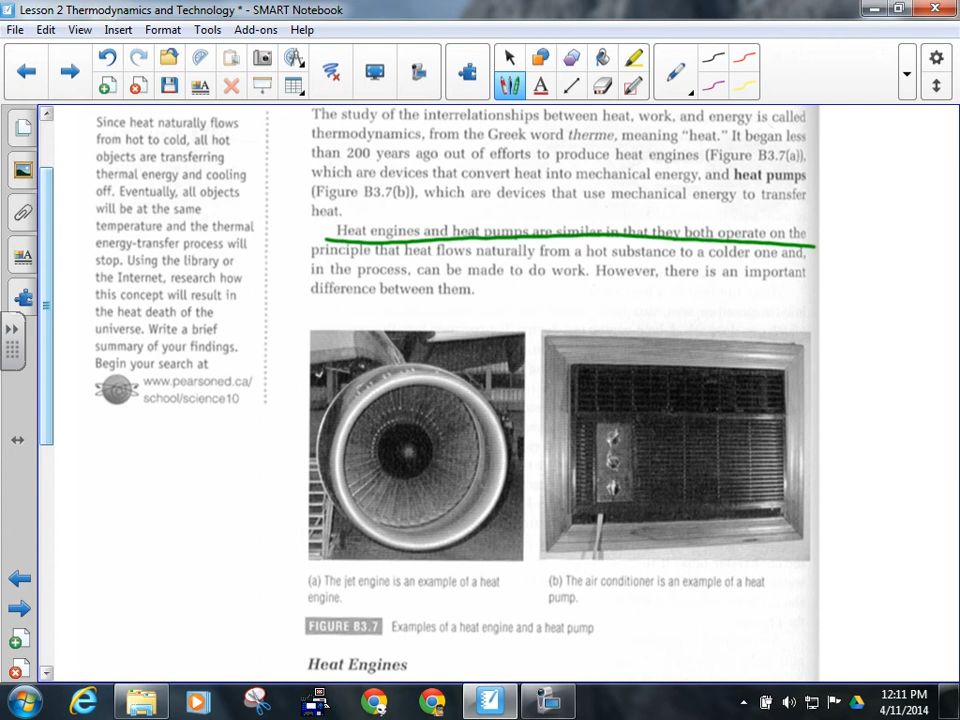 Lesson 2 Thermodynamics and Technology * - SMART Notebook
File Edit View Insert Format Tools Add-ons Help
Since heat naturally flows
from hot to cold, all hot
objects are transferring
thermal energy and cooling
off. Eventually, all objects
will be at the same
temperature and the thermal
energy-transfer process will
stop. Using the library or
the Internet, research how
this concept will result in
the heat death of the
universe. Write a brief
summary of your findings.
Begin your search at
www.pearsoned.ca/
school/science10
The study of the interrelationships between heat, work, and energy is called
thermodynamics, from the Greek word therme, meaning “heat.” It began less
than 200 years ago out of efforts to produce heat engines (Figure B3.7(a)),
which are devices that convert heat into mechanical energy, and heat pumps
(Figure B3.7(b)), which are devices that use mechanical energy to transfer
heat.
Heat engines and heat pumps are similar in that they both operate on the
principle that heat flows naturally from a hot substance to a colder one and,
in the process, can be made to do work. However, there is an important
difference between them.
(a) The jet engine is an example of a heat
engine.
(b) The air conditioner is an example of a heat
pump.
FIGURE B3.7 Examples of a heat engine and a heat pump
Heat Engines
12:11 PM
4/11/2014